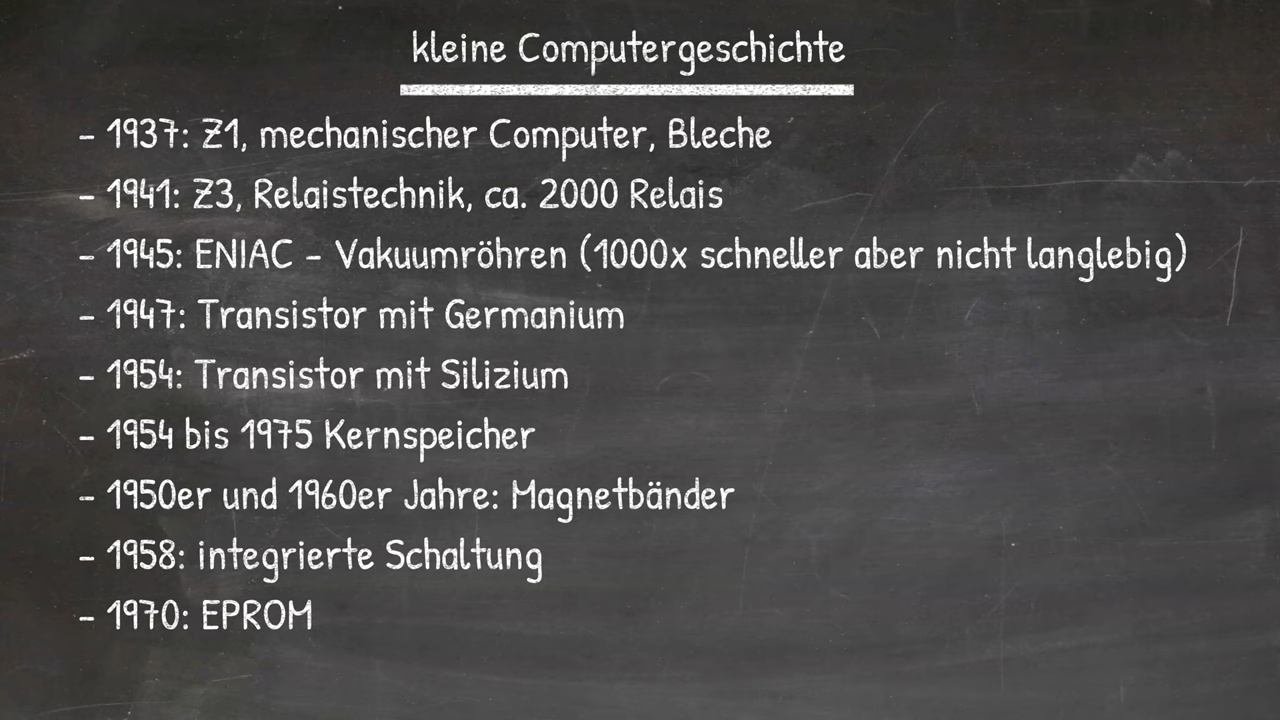 kleine Computergeschichte
- 1937: Z1, mechanischer Computer, Bleche
- 1941: Z3, Relaistechnik, ca. 2000 Relais
- 1945: ENIAC - Vakuumröhren (1000x schneller aber nicht langlebig)
- 1947: Transistor mit Germanium
- 1954: Transistor mit Silizium
- 1954 bis 1975 Kernspeicher
- 1950er und 1960er Jahre: Magnetbänder
- 1958: integrierte Schaltung
- 1970: EPROM